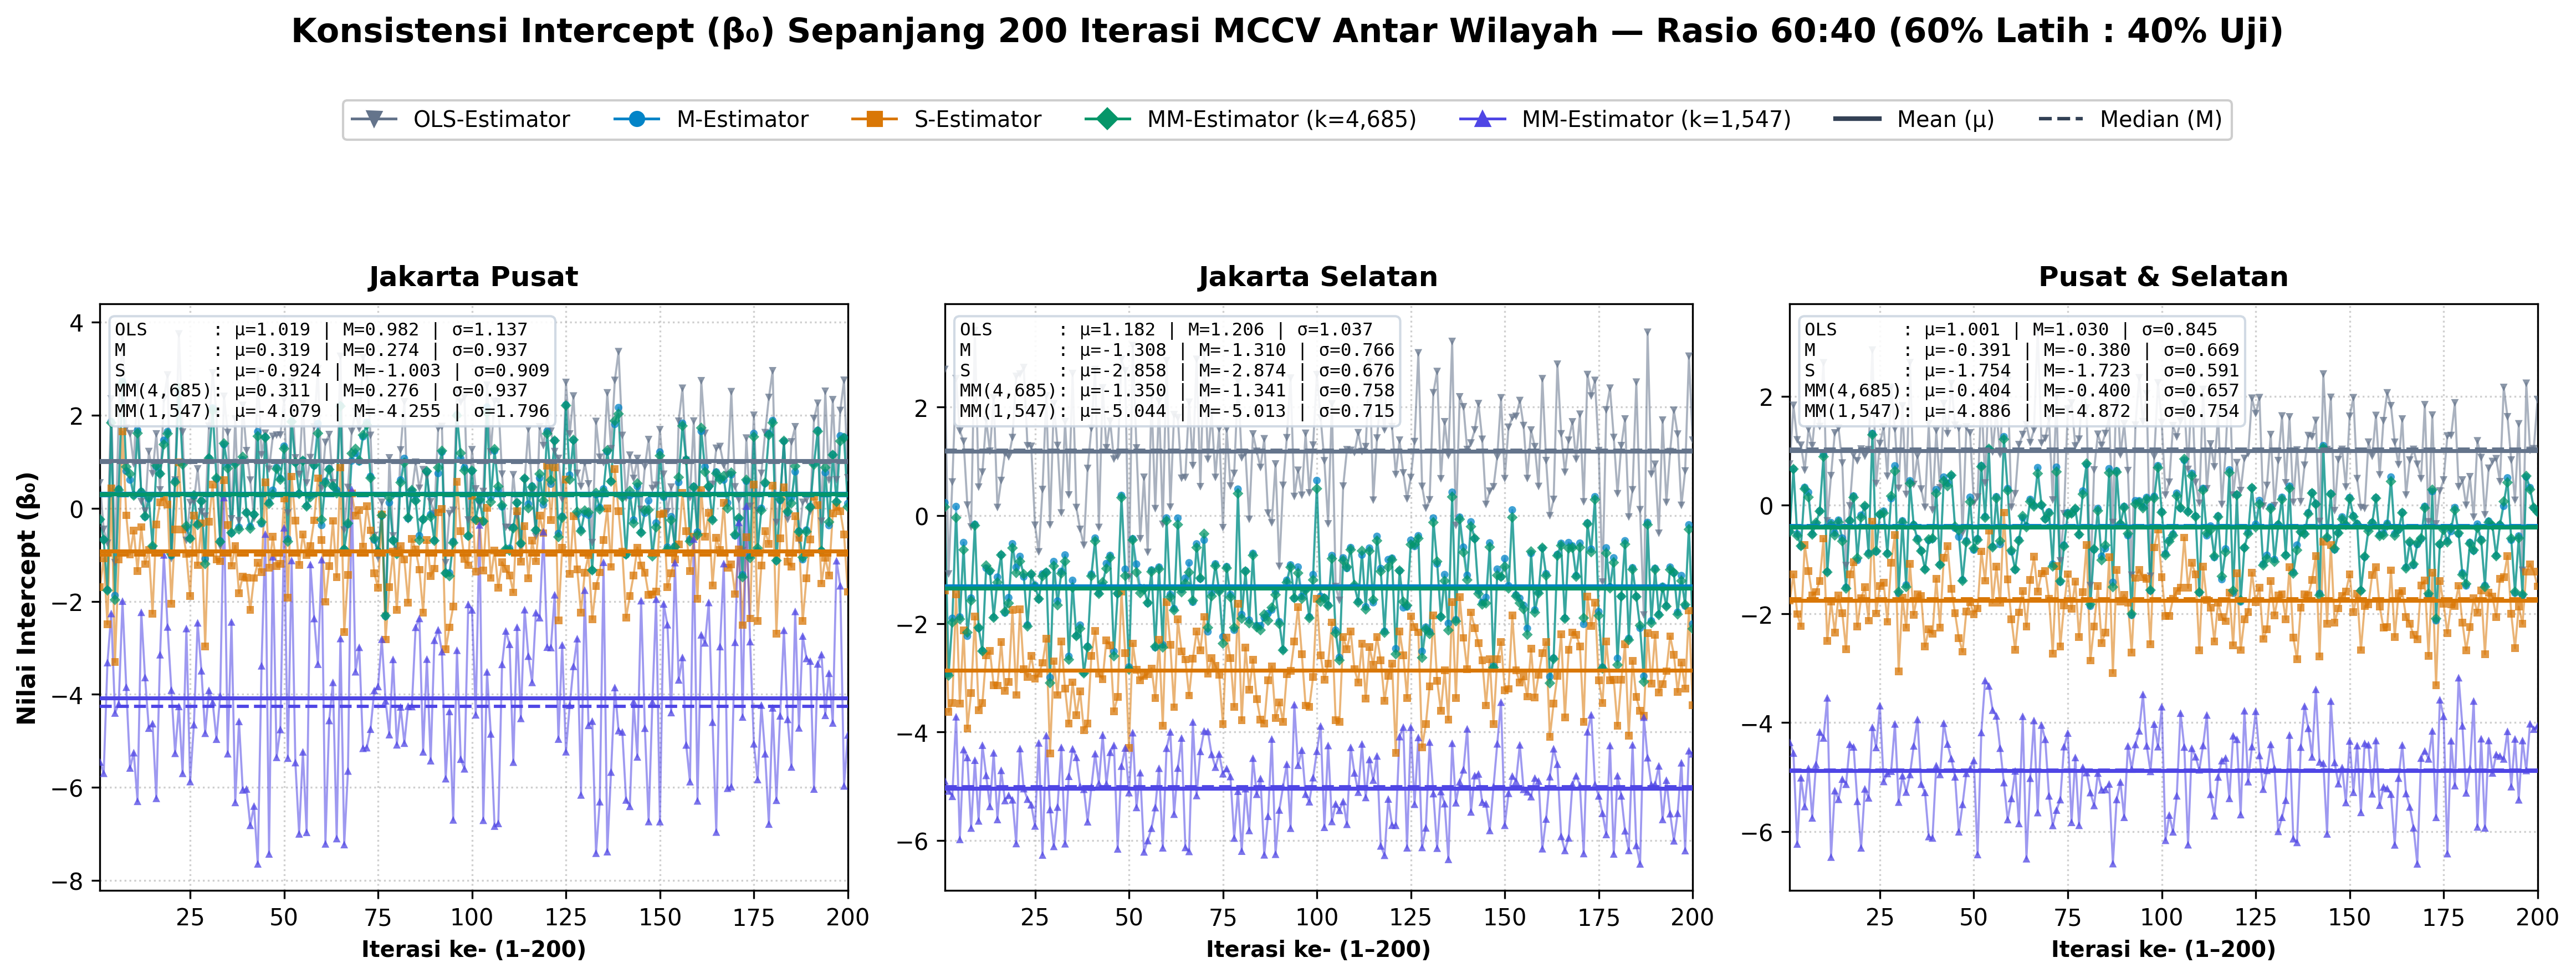 Konsistensi Intercept (β₀) Sepanjang 200 Iterasi MCCV Antar Wilayah — Rasio 60:40 (60% Latih : 40% Uji)
OLS-Estimator M-Estimator S-Estimator MM-Estimator (k=4,685) MM-Estimator (k=1,547) Mean (μ) Median (M)
Jakarta Pusat
OLS : μ=1.019 | M=0.982 | σ=1.137
M : μ=0.319 | M=0.274 | σ=0.937
S : μ=-0.924 | M=-1.003 | σ=0.909
MM(4,685): μ=0.311 | M=0.276 | σ=0.937
MM(1,547): μ=-4.079 | M=-4.255 | σ=1.796
4
2
0
−2
−4
−6
−8
Nilai Intercept (β₀)
25 50 75 100 125 150 175 200
Iterasi ke- (1–200)
Jakarta Selatan
OLS : μ=1.182 | M=1.206 | σ=1.037
M : μ=-1.308 | M=-1.310 | σ=0.766
S : μ=-2.858 | M=-2.874 | σ=0.676
MM(4,685): μ=-1.350 | M=-1.341 | σ=0.758
MM(1,547): μ=-5.044 | M=-5.013 | σ=0.715
2
0
−2
−4
−6
25 50 75 100 125 150 175 200
Iterasi ke- (1–200)
Pusat & Selatan
OLS : μ=1.001 | M=1.030 | σ=0.845
M : μ=-0.391 | M=-0.380 | σ=0.669
S : μ=-1.754 | M=-1.723 | σ=0.591
MM(4,685): μ=-0.404 | M=-0.400 | σ=0.657
MM(1,547): μ=-4.886 | M=-4.872 | σ=0.754
2
0
−2
−4
−6
25 50 75 100 125 150 175 200
Iterasi ke- (1–200)